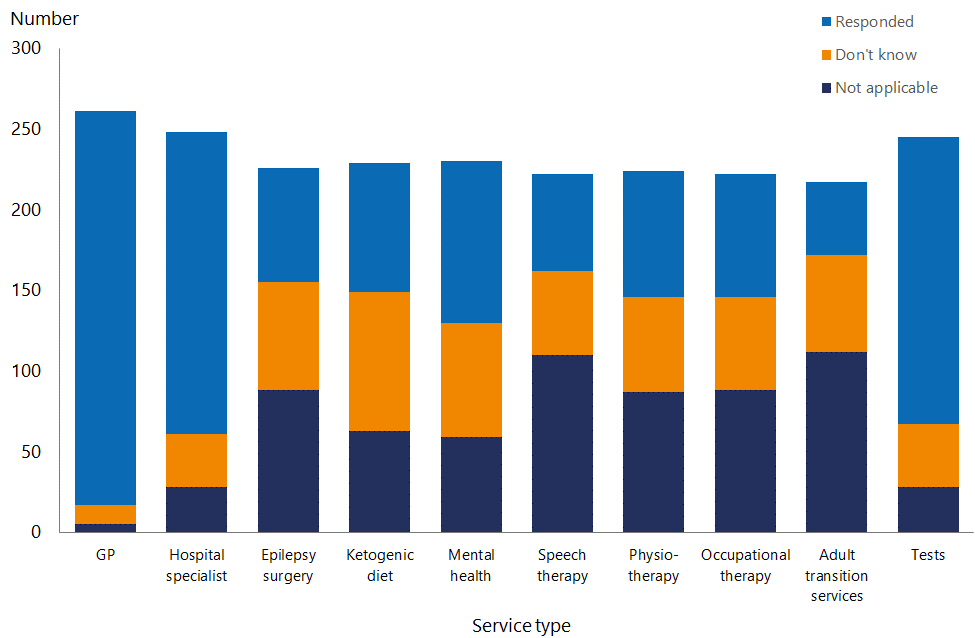 Number
Responded
Don't know
Not applicable
300
250
200
150
100
50
0
GP
Hospital
specialist
Epilepsy
surgery
Ketogenic
diet
Mental
health
Speech
therapy
Physio-
therapy
Occupational
therapy
Adult
transition
services
Tests
Service type